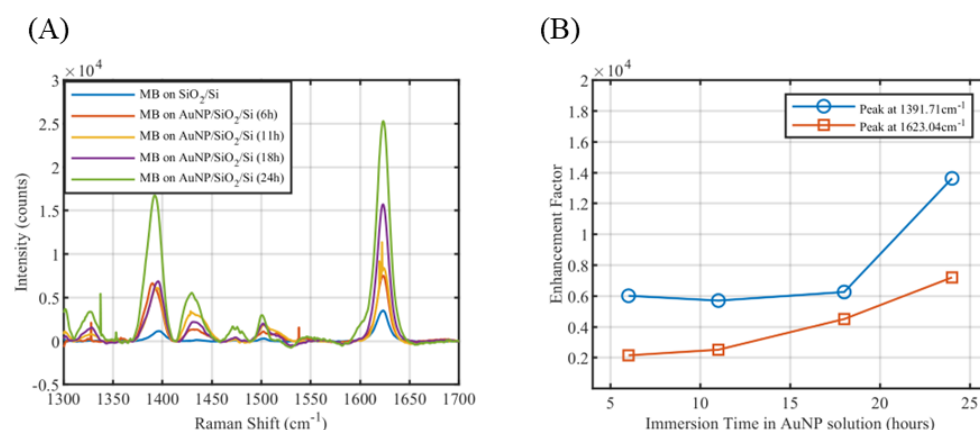 (A)
×10⁴
3
2.5
2
1.5
1
0.5
0
-0.5
Intensity (counts)
MB on SiO₂/Si
MB on AuNP/SiO₂/Si (6h)
MB on AuNP/SiO₂/Si (11h)
MB on AuNP/SiO₂/Si (18h)
MB on AuNP/SiO₂/Si (24h)
1300 1350 1400 1450 1500 1550 1600 1650 1700
Raman Shift (cm⁻¹)
(B)
×10⁴
2
1.8
1.6
1.4
1.2
1
0.8
0.6
0.4
0.2
Enhancement Factor
Peak at 1391.71cm⁻¹
Peak at 1623.04cm⁻¹
5 10 15 20 25
Immersion Time in AuNP solution (hours)